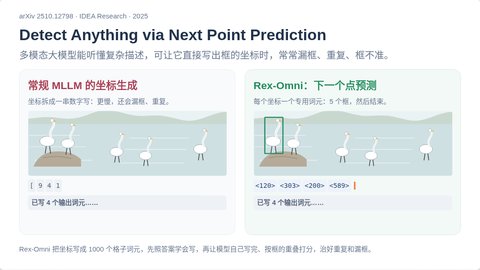 arXiv 2510.12798 · IDEA Research · 2025
Detect Anything via Next Point Prediction
多模态大模型能听懂复杂描述，可让它直接写出框的坐标时，常常漏框、重复、框不准。
常规 MLLM 的坐标生成
坐标拆成一串数字写：更慢，还会漏框、重复。
[ 9 4 1
已写 4 个输出词元……
Rex-Omni：下一个点预测
每个坐标一个专用词元：5 个框，然后结束。
<120> <303> <200> <589>
已写 4 个输出词元……
Rex-Omni 把坐标写成 1000 个格子词元，先照答案学会写，再让模型自己写完、按框的重叠打分，治好重复和漏框。